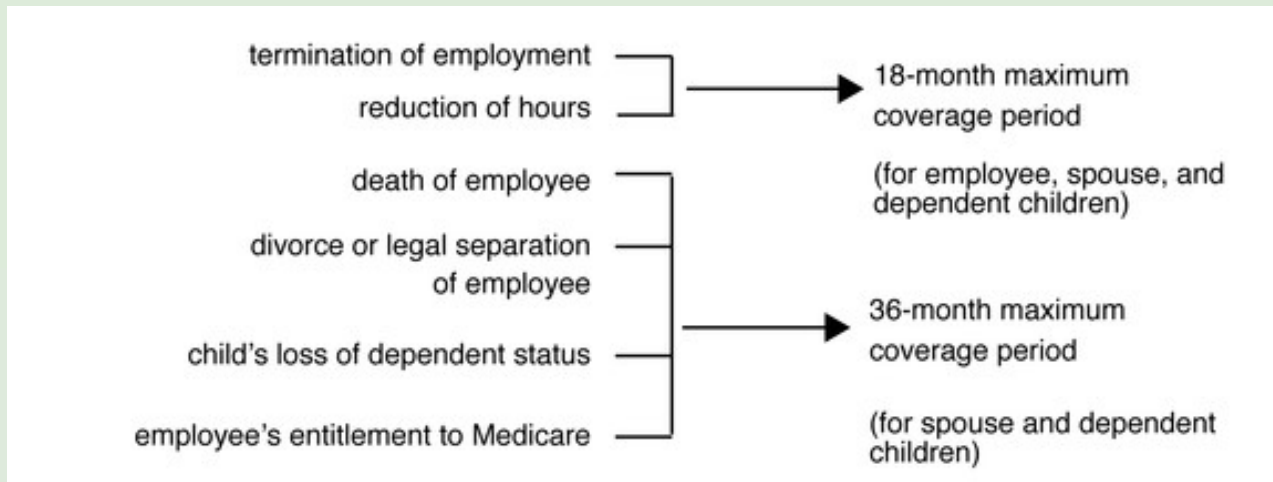 termination of employment
reduction of hours
18-month maximum
coverage period
(for employee, spouse, and
dependent children)
death of employee
divorce or legal separation
of employee
child's loss of dependent status
employee's entitlement to Medicare
36-month maximum
coverage period
(for spouse and dependent
children)